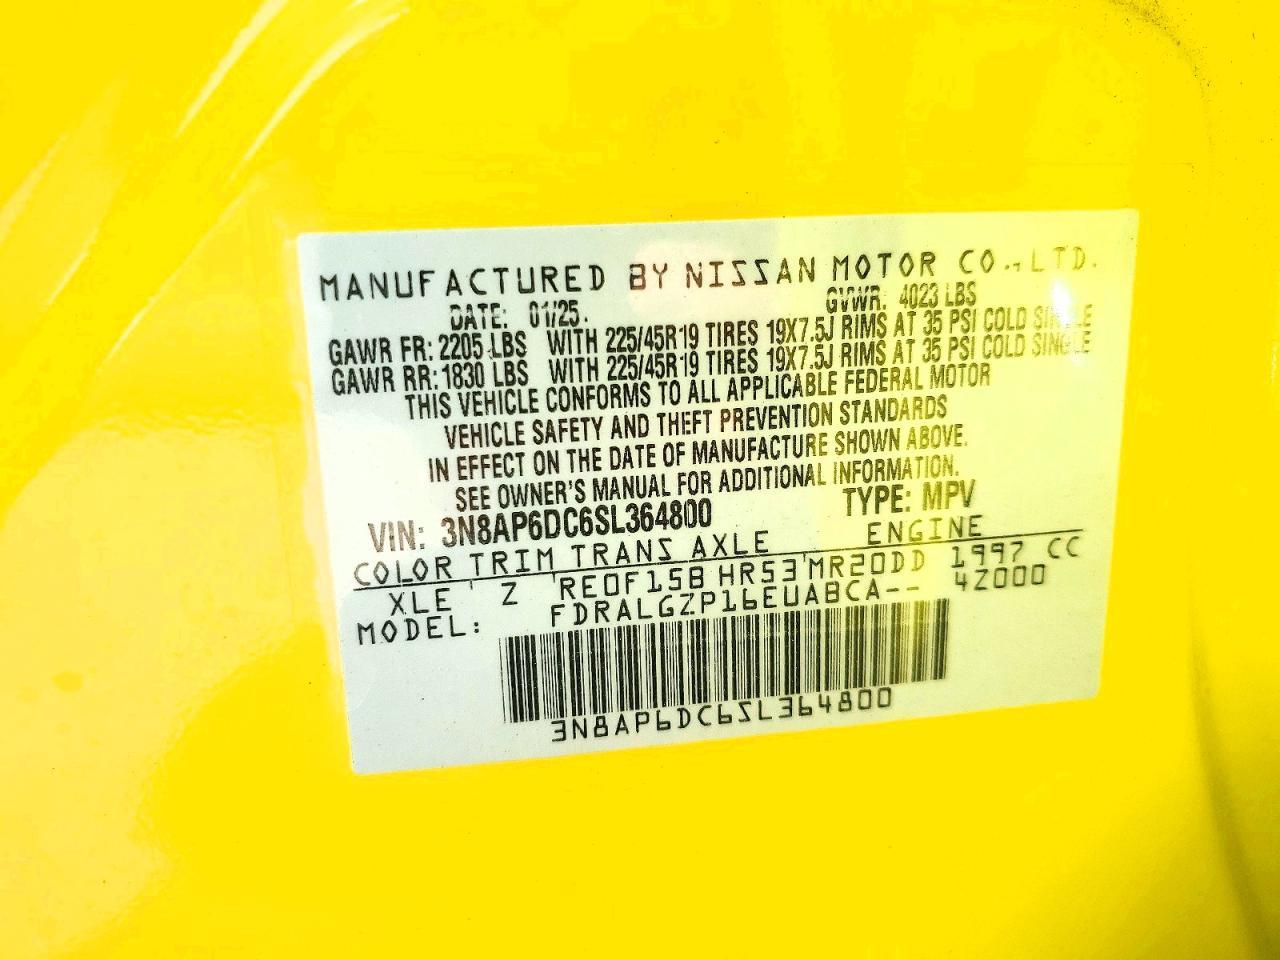 MANUFACTURED BY NISSAN MOTOR CO., LTD.
DATE: 01/25. GVWR: 4023 LBS
GAWR FR: 2205 LBS WITH 225/45R19 TIRES 19X7.5J RIMS AT 35 PSI COLD SINGLE
GAWR RR: 1830 LBS WITH 225/45R19 TIRES 19X7.5J RIMS AT 35 PSI COLD SINGLE
THIS VEHICLE CONFORMS TO ALL APPLICABLE FEDERAL MOTOR
VEHICLE SAFETY AND THEFT PREVENTION STANDARDS
IN EFFECT ON THE DATE OF MANUFACTURE SHOWN ABOVE.
SEE OWNER'S MANUAL FOR ADDITIONAL INFORMATION.
VIN: 3N8AP6DC6SL364800 TYPE: MPV
COLOR TRIM TRANS AXLE ENGINE
XLE Z RE0F15B HR53 MR20DD 1997 CC
MODEL: FDRALGZP16EUABCA-- 4Z000
3N8AP6DC6SL364800